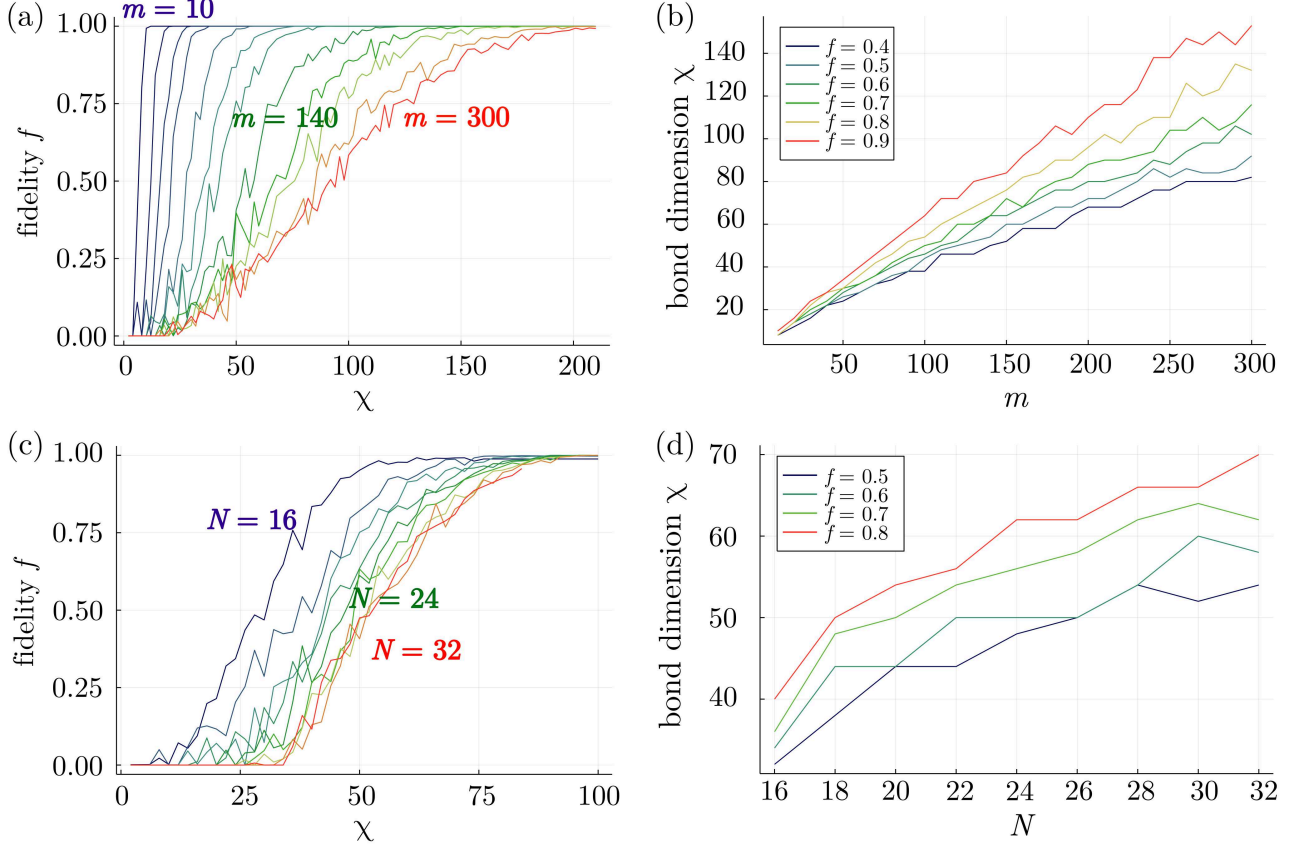 (a)
m = 10
1.00
0.75
0.50
0.25
0.00
fidelity f
m = 140
m = 300
0
50
100
150
200
χ
(b)
140
120
100
80
60
40
20
bond dimension χ
f = 0.4
f = 0.5
f = 0.6
f = 0.7
f = 0.8
f = 0.9
50
100
150
200
250
300
m
(c)
1.00
0.75
0.50
0.25
0.00
fidelity f
N = 16
N = 24
N = 32
0
25
50
75
100
χ
(d)
70
60
50
40
bond dimension χ
f = 0.5
f = 0.6
f = 0.7
f = 0.8
16
18
20
22
24
26
28
30
32
N